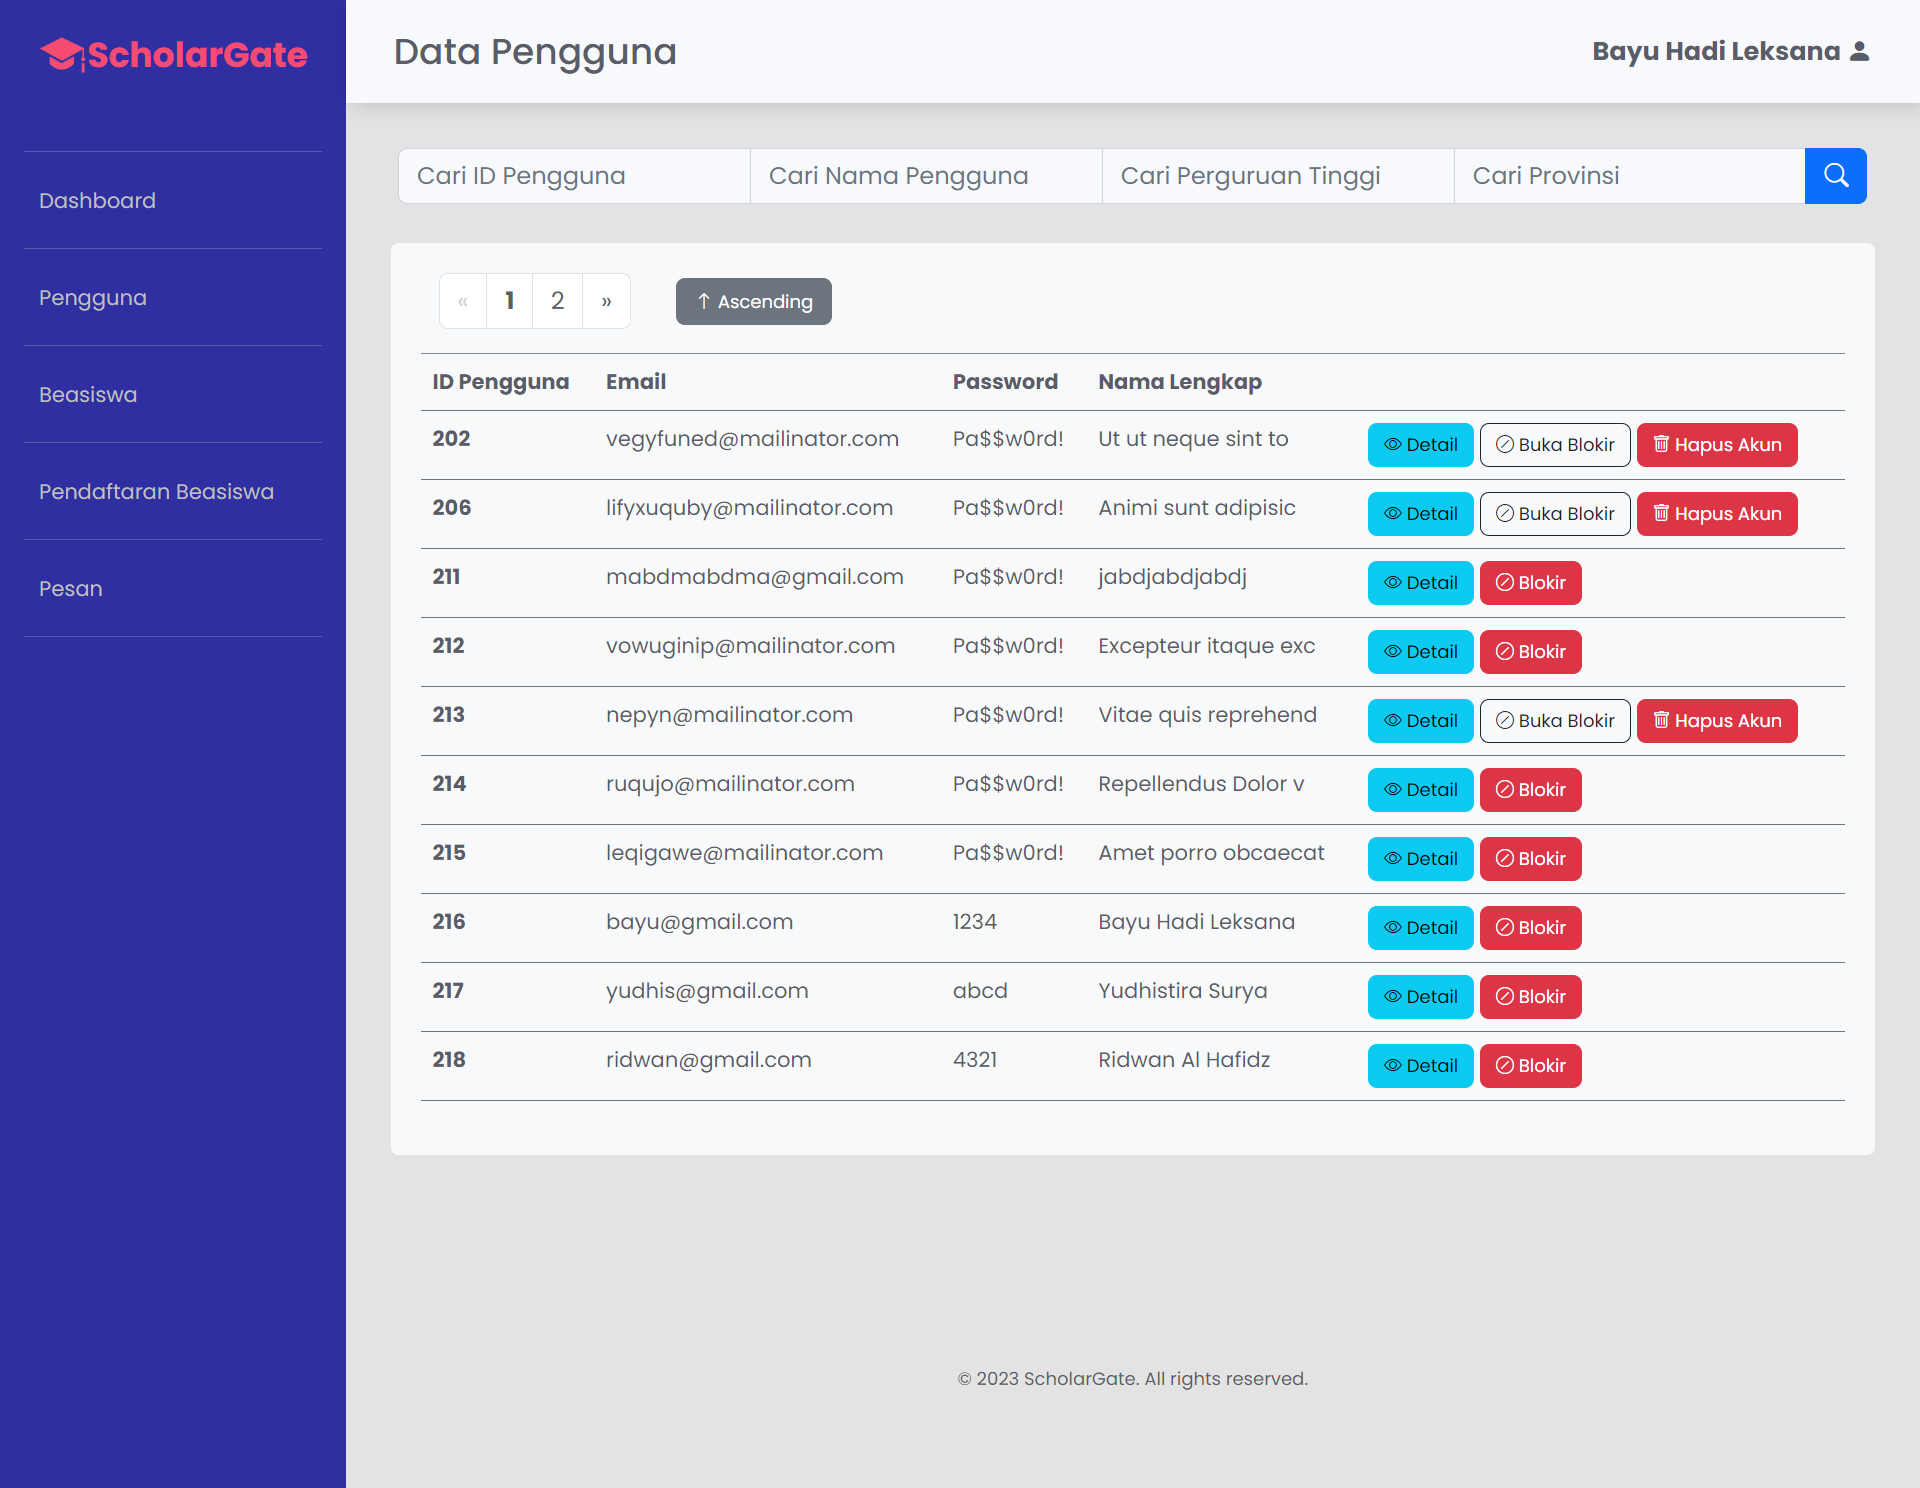 ScholarGate
Data Pengguna
Bayu Hadi Leksana
Dashboard
Pengguna
Beasiswa
Pendaftaran Beasiswa
Pesan
Cari ID Pengguna Cari Nama Pengguna Cari Perguruan Tinggi Cari Provinsi
« 1 2 » ↑ Ascending
ID Pengguna Email Password Nama Lengkap
202 vegyfuned@mailinator.com Pa$$w0rd! Ut ut neque sint to Detail Buka Blokir Hapus Akun
206 lifyxuquby@mailinator.com Pa$$w0rd! Animi sunt adipisic Detail Buka Blokir Hapus Akun
211 mabdmabdma@gmail.com Pa$$w0rd! jabdjabdjabdj Detail Blokir
212 vowuginip@mailinator.com Pa$$w0rd! Excepteur itaque exc Detail Blokir
213 nepyn@mailinator.com Pa$$w0rd! Vitae quis reprehend Detail Buka Blokir Hapus Akun
214 ruqujo@mailinator.com Pa$$w0rd! Repellendus Dolor v Detail Blokir
215 leqigawe@mailinator.com Pa$$w0rd! Amet porro obcaecat Detail Blokir
216 bayu@gmail.com 1234 Bayu Hadi Leksana Detail Blokir
217 yudhis@gmail.com abcd Yudhistira Surya Detail Blokir
218 ridwan@gmail.com 4321 Ridwan Al Hafidz Detail Blokir
© 2023 ScholarGate. All rights reserved.